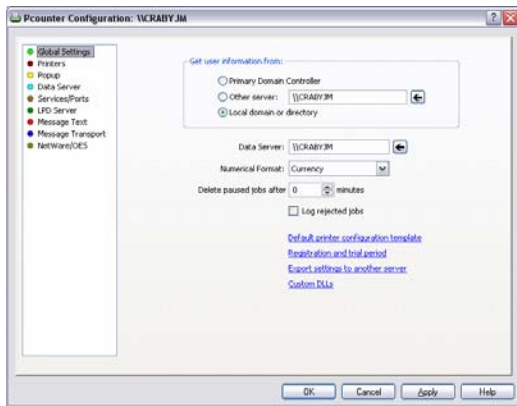 Pcounter Configuration: \\CRABYJM
Global Settings
Printers
Popup
Data Server
Services/Ports
LPD Server
Message Text
Message Transport
NetWare/OES
Get user information from:
Primary Domain Controller
Other server: \\CRABYJM
Local domain or directory
Data Server: \\CRABYJM
Numerical Format: Currency
Delete paused jobs after 0 minutes
Log rejected jobs
Default printer configuration template
Registration and trial period
Export settings to another server
Custom DLLs
OK Cancel Apply Help